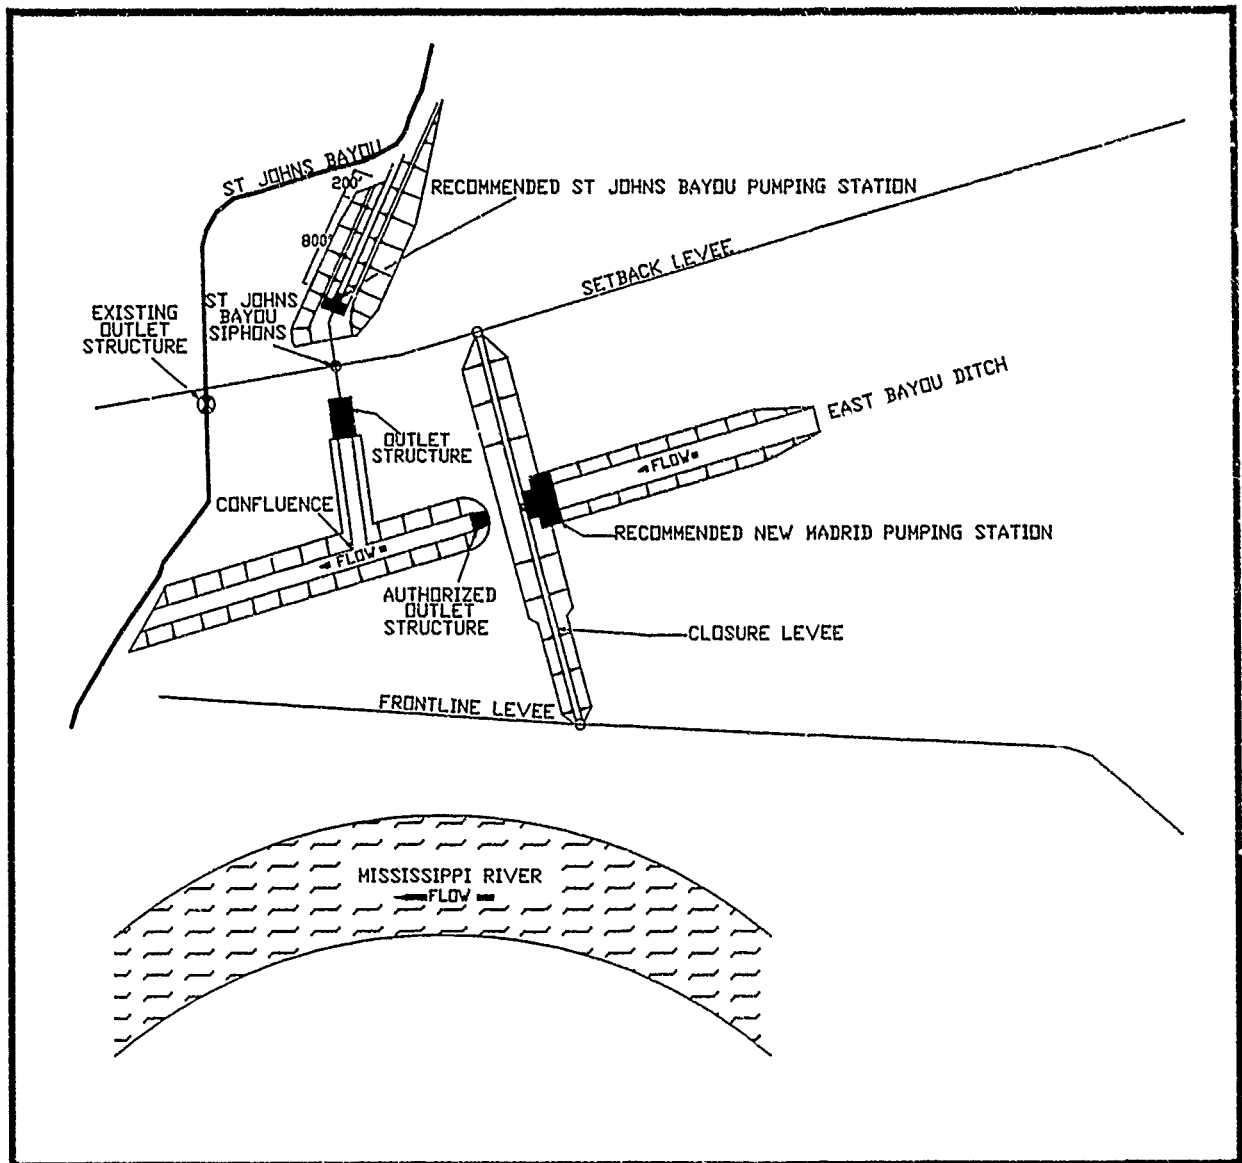 ST JOHNS BAYOU
200'
RECOMMENDED ST JOHNS BAYOU PUMPING STATION
800'
SETBACK LEVEE
ST JOHNS
BAYOU
SIPHONS
EXISTING
OUTLET
STRUCTURE
EAST BAYOU DITCH
OUTLET
STRUCTURE
FLOW
CONFLUENCE
RECOMMENDED NEW MADRID PUMPING STATION
FLOW
AUTHORIZED
OUTLET
STRUCTURE
CLOSURE LEVEE
FRONTLINE LEVEE
MISSISSIPPI RIVER
FLOW